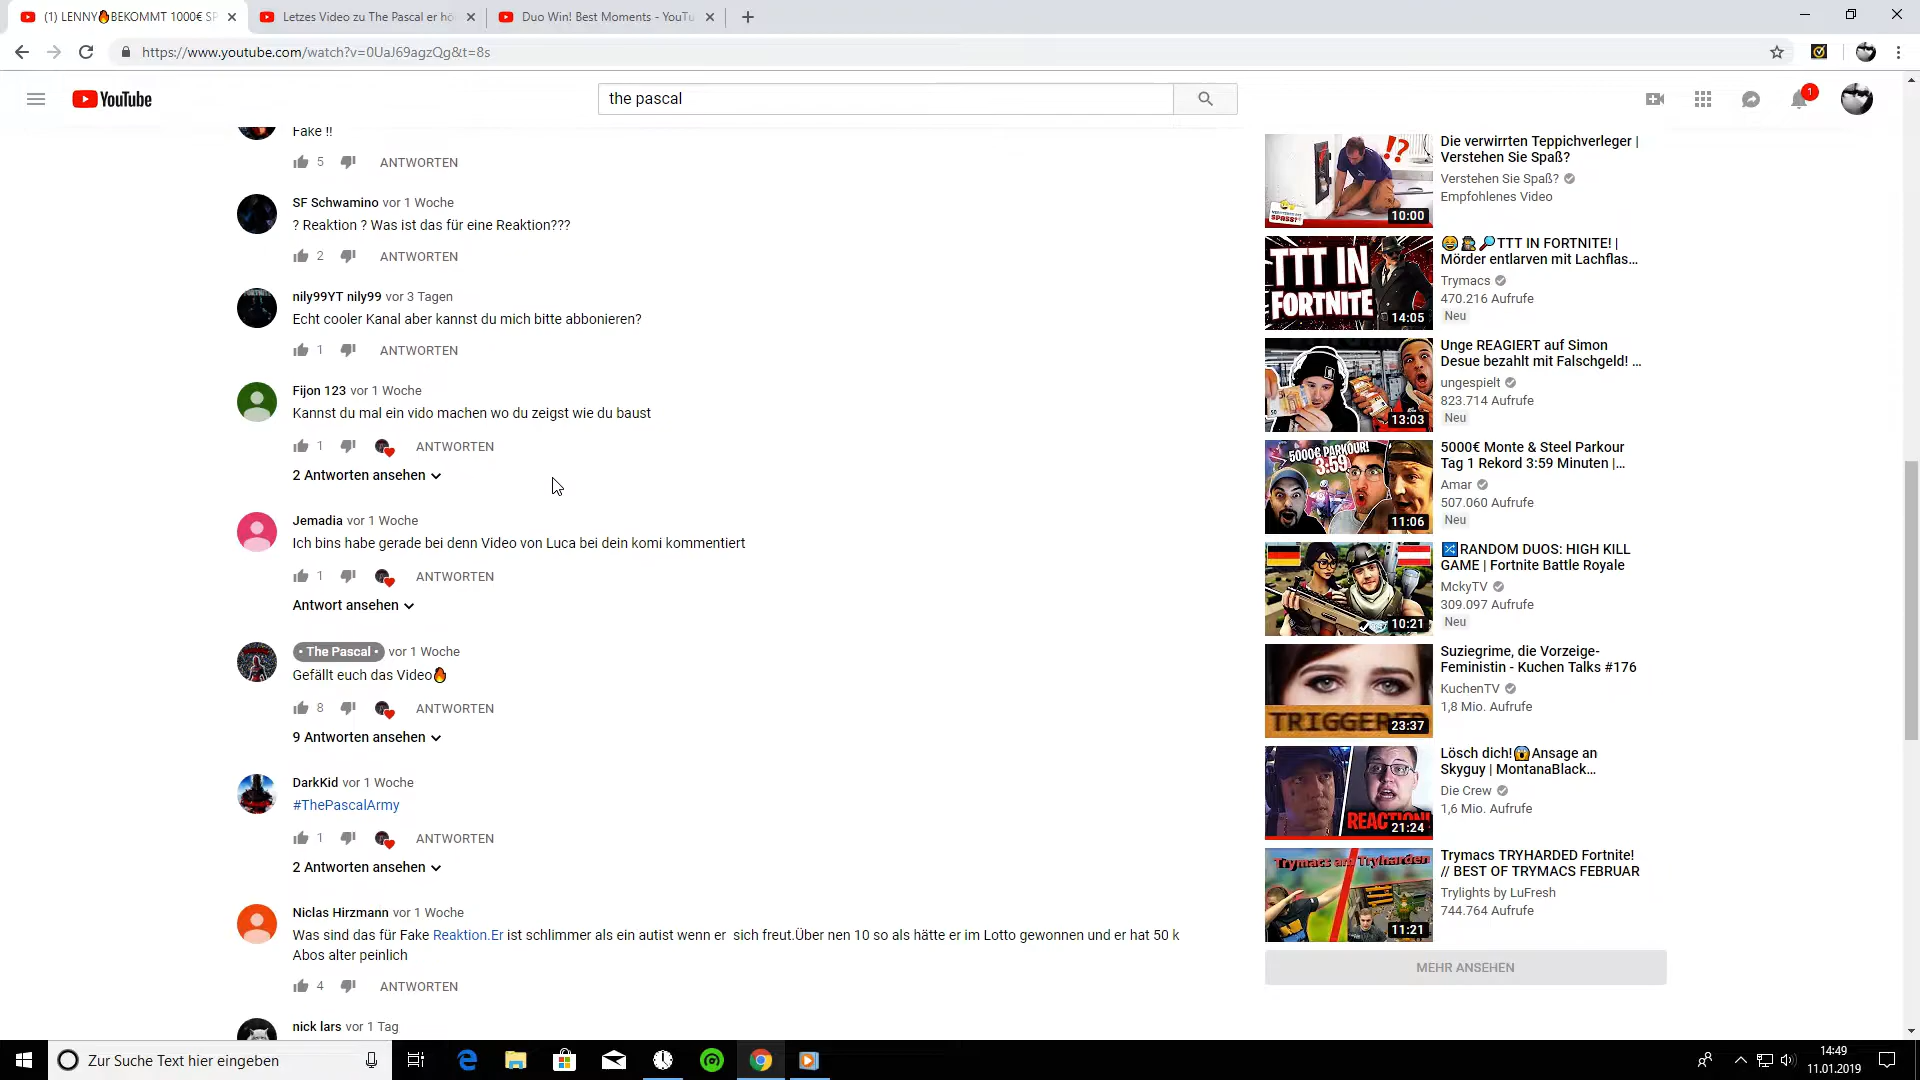 (1) LENNY🔥BEKOMMT 1000€ SP
Letzes Video zu The Pascal er hö
Duo Win! Best Moments - YouTu
https://www.youtube.com/watch?v=0UaJ69agzQg&t=8s
YouTube
the pascal
1
Fake !!
5 ANTWORTEN
SF Schwamino vor 1 Woche
? Reaktion ? Was ist das für eine Reaktion???
2 ANTWORTEN
nily99YT nily99 vor 3 Tagen
Echt cooler Kanal aber kannst du mich bitte abbonieren?
1 ANTWORTEN
Fijon 123 vor 1 Woche
Kannst du mal ein vido machen wo du zeigst wie du baust
1 ANTWORTEN
2 Antworten ansehen
Jemadia vor 1 Woche
Ich bins habe gerade bei denn Video von Luca bei dein komi kommentiert
1 ANTWORTEN
Antwort ansehen
• The Pascal • vor 1 Woche
Gefällt euch das Video🔥
8 ANTWORTEN
9 Antworten ansehen
DarkKid vor 1 Woche
#ThePascalArmy
1 ANTWORTEN
2 Antworten ansehen
Niclas Hirzmann vor 1 Woche
Was sind das für Fake Reaktion.Er ist schlimmer als ein autist wenn er sich freut.Über nen 10 so als hätte er im Lotto gewonnen und er hat 50 k
Abos alter peinlich
4 ANTWORTEN
nick lars vor 1 Tag
!?
SPASS?
10:00
Die verwirrten Teppichverleger |
Verstehen Sie Spaß?
Verstehen Sie Spaß?
Empfohlenes Video
TTT IN
FORTNITE
14:05
😂🕵🔎TTT IN FORTNITE! |
Mörder entlarven mit Lachflas...
Trymacs
470.216 Aufrufe
Neu
13:03
Unge REAGIERT auf Simon
Desue bezahlt mit Falschgeld! ...
ungespielt
823.714 Aufrufe
Neu
5000€ PARKOUR!
3:59
11:06
5000€ Monte & Steel Parkour
Tag 1 Rekord 3:59 Minuten |...
Amar
507.060 Aufrufe
Neu
10:21
🔀RANDOM DUOS: HIGH KILL
GAME | Fortnite Battle Royale
MckyTV
309.097 Aufrufe
Neu
TRIGGERED
23:37
Suziegrime, die Vorzeige-
Feministin - Kuchen Talks #176
KuchenTV
1,8 Mio. Aufrufe
REACTION!
21:24
Lösch dich!😱Ansage an
Skyguy | MontanaBlack...
Die Crew
1,6 Mio. Aufrufe
Trymacs am Tryharden
11:21
Trymacs TRYHARDED Fortnite!
// BEST OF TRYMACS FEBRUAR
Trylights by LuFresh
744.764 Aufrufe
MEHR ANSEHEN
Zur Suche Text hier eingeben
14:49
11.01.2019